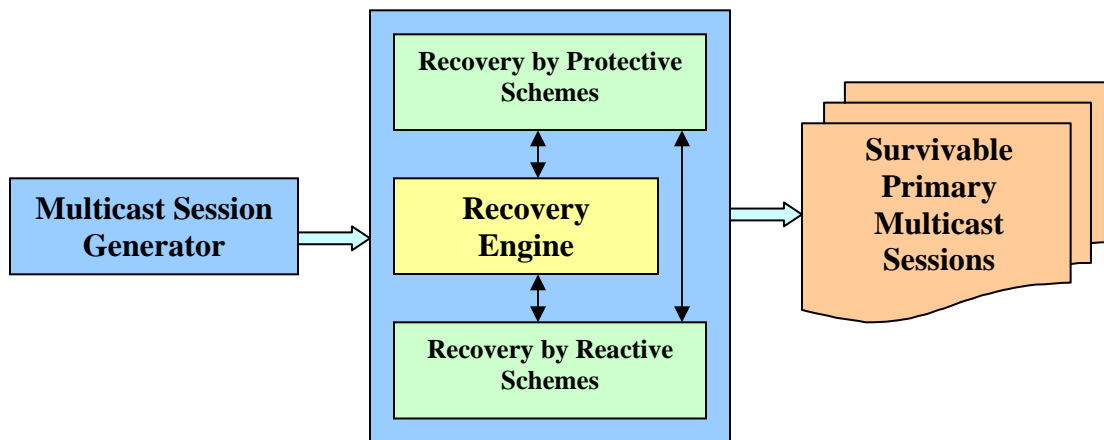 Multicast Session
Generator
Recovery by Protective
Schemes
Recovery
Engine
Recovery by Reactive
Schemes
Survivable
Primary
Multicast
Sessions